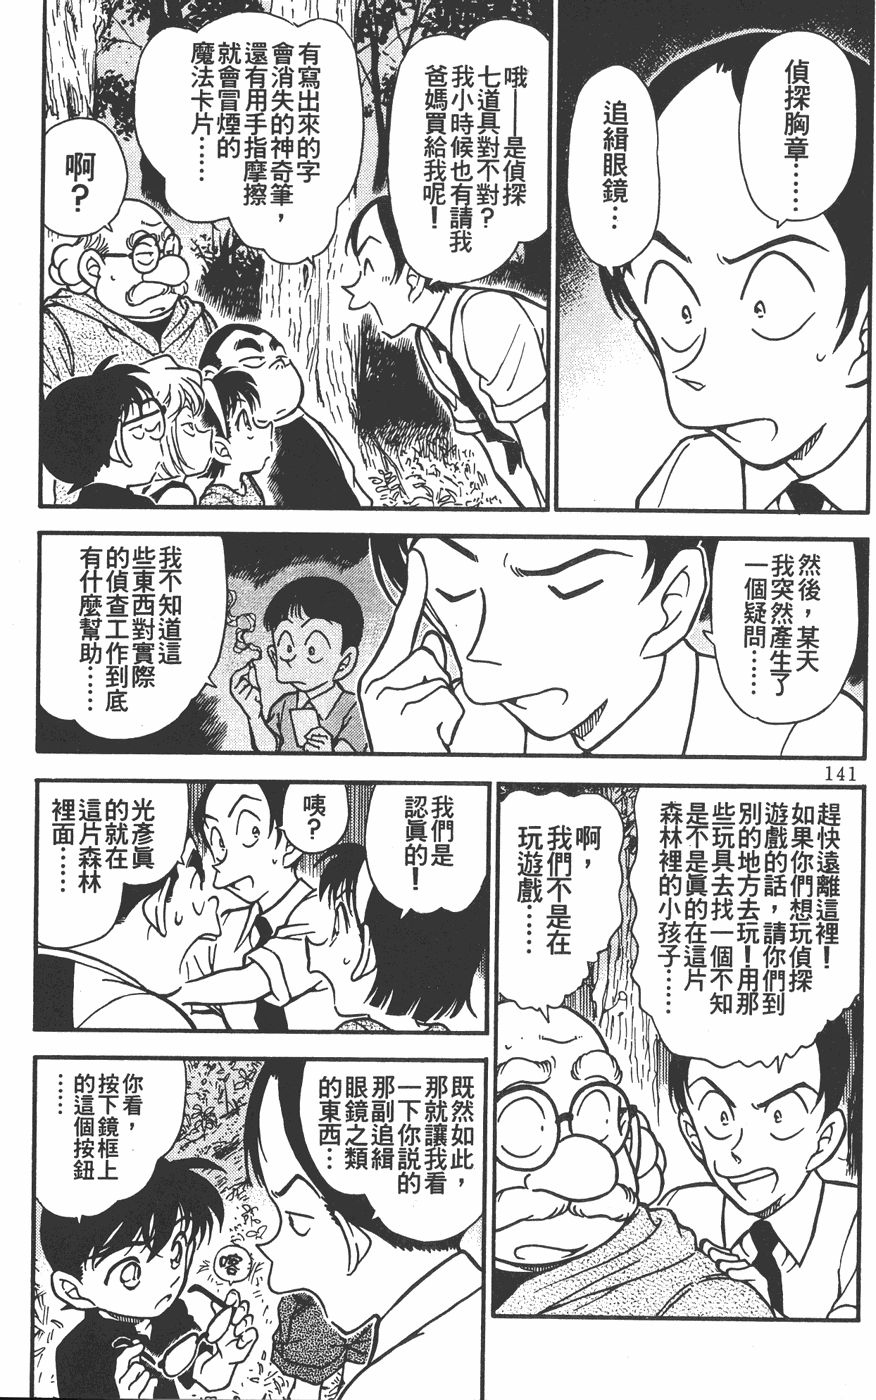 偵探胸章……
追緝眼鏡…
哦——是偵探
七道具對不對？
我小時候也有請我
爸媽買給我呢！
有寫出來的字
會消失的神奇筆，
還有用手指摩擦
就會冒煙的
魔法卡片……
啊？
然後，某天
我突然產生了
一個疑問……
我不知道這
些東西對實際
的偵查工作到底
有什麼幫助……
141
趕快遠離這裡！
如果你們想玩偵探
遊戲的話，請你們到
別的地方去玩！用那
些玩具去找一個不知
是不是真的在這片
森林裡的小孩子……
啊，
我們不是在
玩遊戲……
我們是
認真的！
咦？
光彥真
的就在
這片森林
裡面……
既然如此，
那就讓我看
一下你說的
那副追緝
眼鏡之類
的東西…
你看，
按下鏡框上
的這個按鈕
……
喀